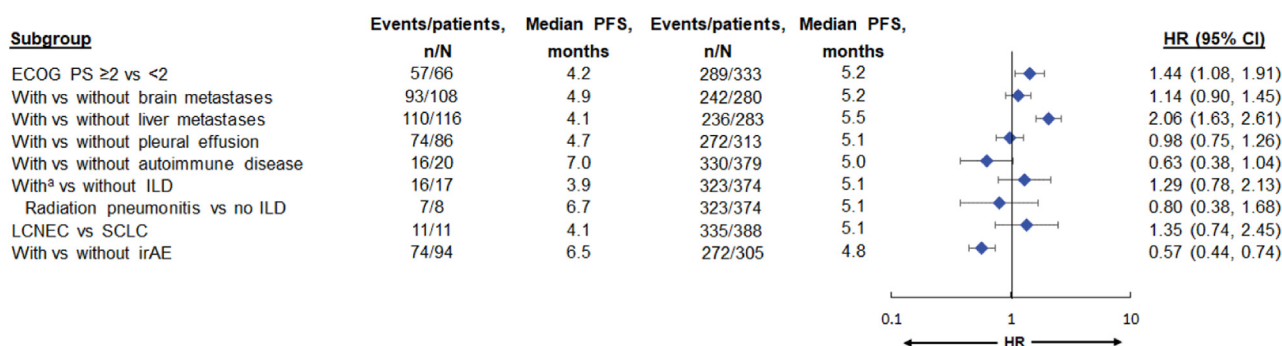 Events/patients, Median PFS, Events/patients, Median PFS,
Subgroup n/N months n/N months HR (95% CI)
ECOG PS ≥2 vs <2 57/66 4.2 289/333 5.2 1.44 (1.08, 1.91)
With vs without brain metastases 93/108 4.9 242/280 5.2 1.14 (0.90, 1.45)
With vs without liver metastases 110/116 4.1 236/283 5.5 2.06 (1.63, 2.61)
With vs without pleural effusion 74/86 4.7 272/313 5.1 0.98 (0.75, 1.26)
With vs without autoimmune disease 16/20 7.0 330/379 5.0 0.63 (0.38, 1.04)
Withª vs without ILD 16/17 3.9 323/374 5.1 1.29 (0.78, 2.13)
Radiation pneumonitis vs no ILD 7/8 6.7 323/374 5.1 0.80 (0.38, 1.68)
LCNEC vs SCLC 11/11 4.1 335/388 5.1 1.35 (0.74, 2.45)
With vs without irAE 74/94 6.5 272/305 4.8 0.57 (0.44, 0.74)
0.1 1 10
HR